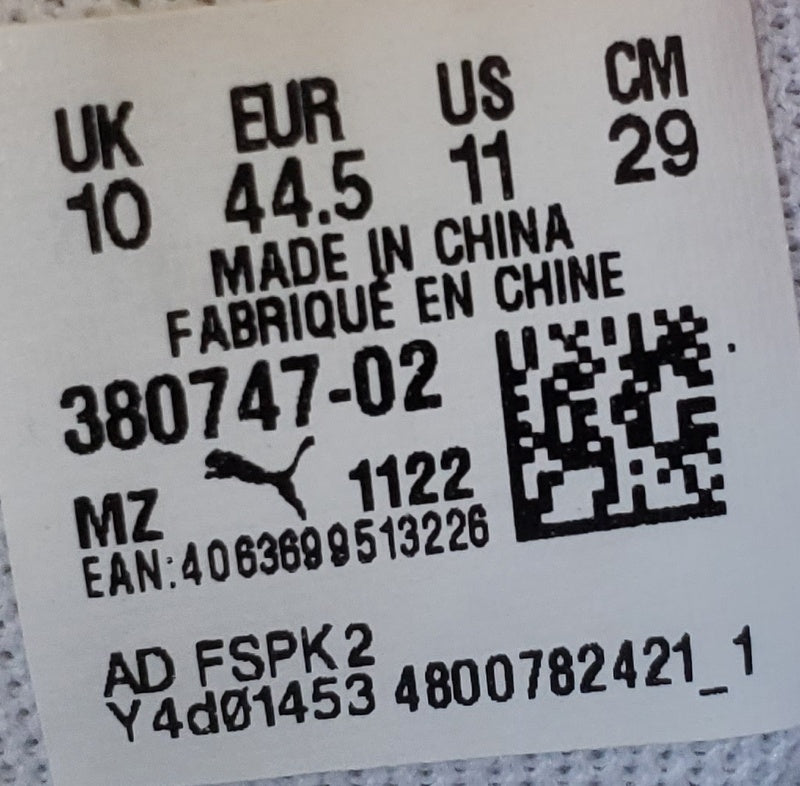 UK EUR US CM
10 44.5 11 29
MADE IN CHINA
FABRIQUÉ EN CHINE
380747-02
MZ 1122
EAN:4063699513226
AD FSPK2
Y4dØ1453 4800782421_1